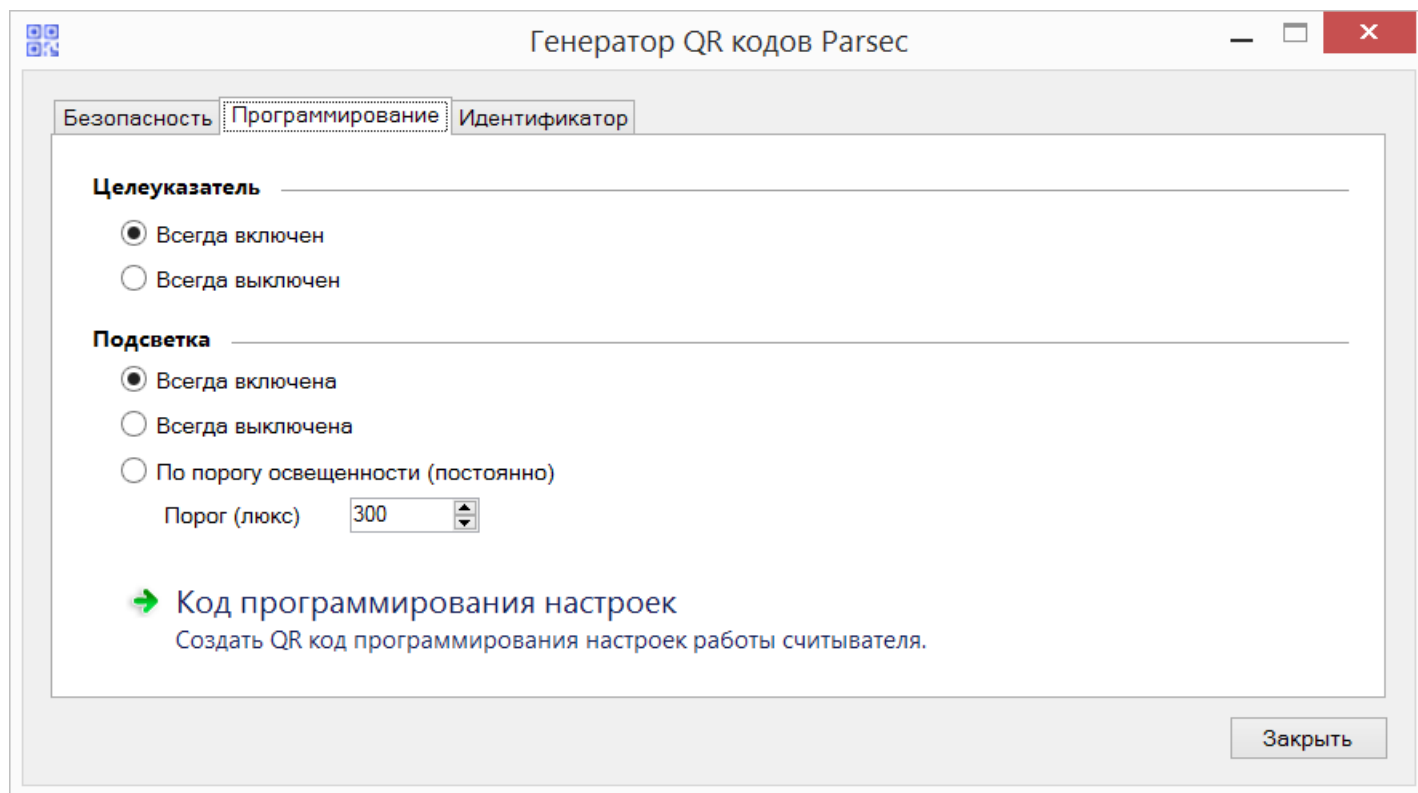 Генератор QR кодов Parsec
Безопасность Программирование Идентификатор
Целеуказатель
Всегда включен
Всегда выключен
Подсветка
Всегда включена
Всегда выключена
По порогу освещенности (постоянно)
Порог (люкс) 300
Код программирования настроек
Создать QR код программирования настроек работы считывателя.
Закрыть